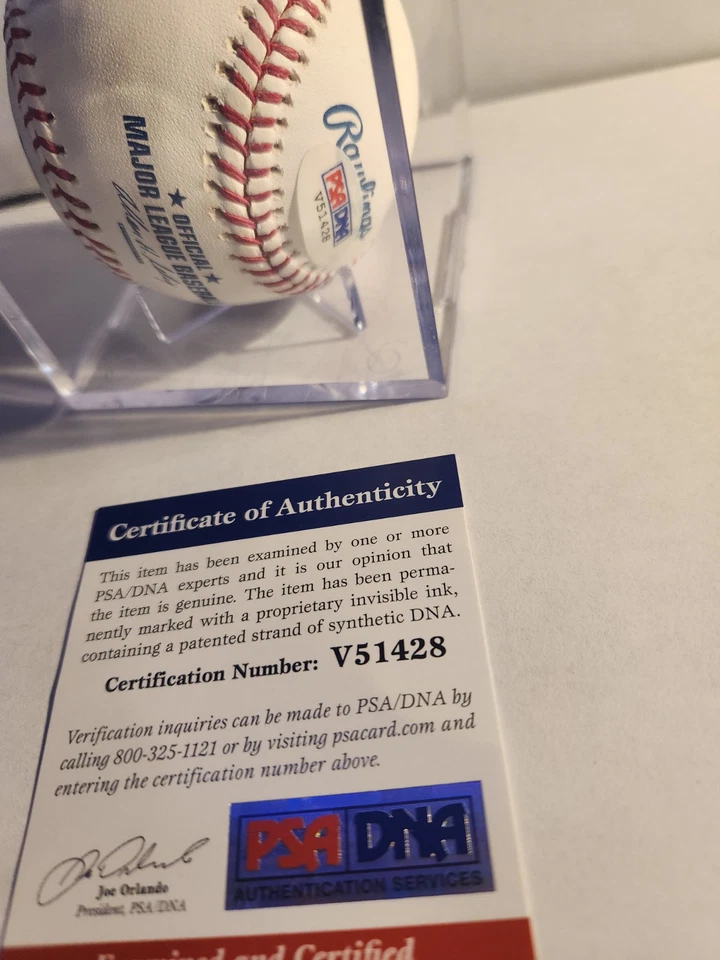 Rawlings
PSA/DNA
V51428
OFFICIAL
MAJOR LEAGUE BASEBA
Certificate of Authenticity
This item has been examined by one or more
PSA/DNA experts and it is our opinion that
the item is genuine. The item has been perma-
nently marked with a proprietary invisible ink,
containing a patented strand of synthetic DNA.
Certification Number: V51428
Verification inquiries can be made to PSA/DNA by
calling 800-325-1121 or by visiting psacard.com and
entering the certification number above.
PSA DNA
AUTHENTICATION SERVICES
Joe Orlando
President, PSA/DNA
Examined and Certified